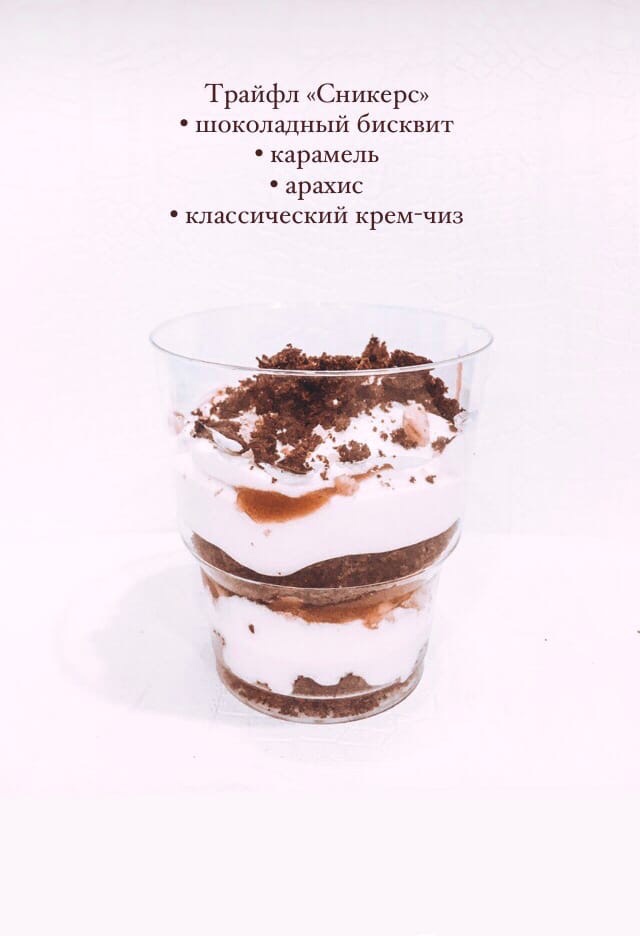 Трайфл «Сникерс»
• шоколадный бисквит
• карамель
• арахис
• классический крем-чиз